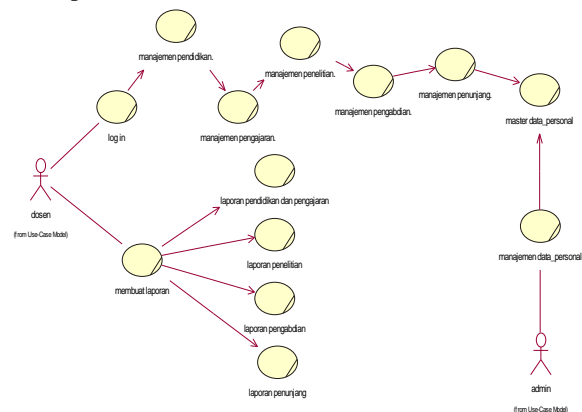 manajemen pendidikan.
manajemen penelitian.
manajemen pengabdian.
manajemen penunjang.
master data_personal
log in
manajemen pengajaran.
dosen
(from Use-Case Model)
laporan pendidikan dan pengajaran
laporan penelitian
manajemen data_personal
membuat laporan
laporan pengabdian
laporan penunjang
admin
(from Use-Case Model)